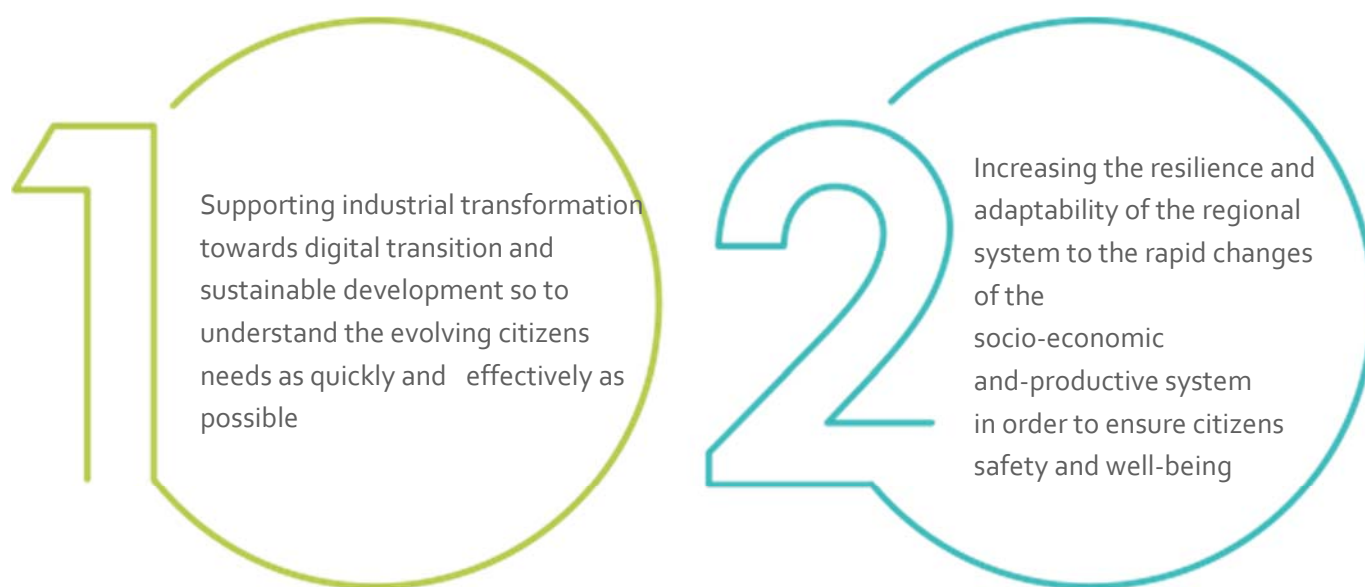 1
Supporting industrial transformation
towards digital transition and
sustainable development so to
understand the evolving citizens
needs as quickly and   effectively as
possible
2
Increasing the resilience and
adaptability of the regional
system to the rapid changes
of the
socio-economic
and-productive system
in order to ensure citizens
safety and well-being